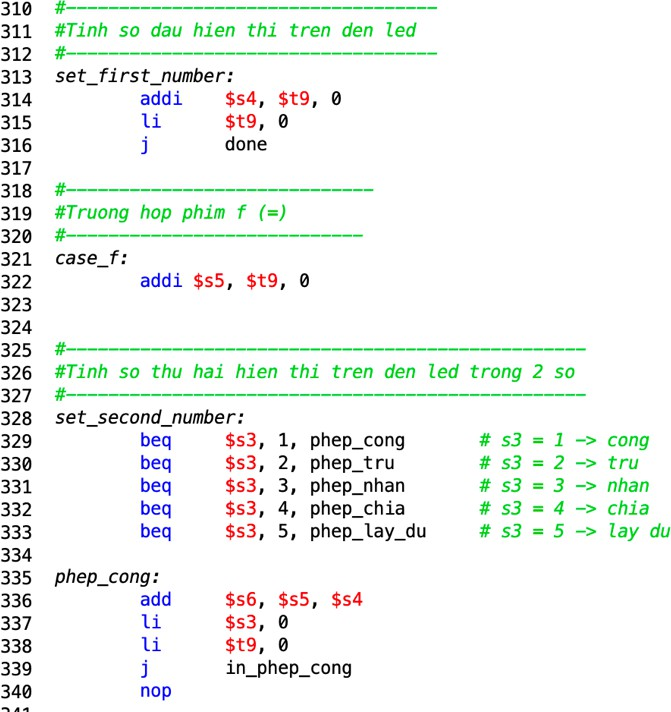 310 #-----------------------------------
311 #Tinh so dau hien thi tren den led
312 #-----------------------------------
313 set_first_number:
314         addi    $s4, $t9, 0
315         li      $t9, 0
316         j       done
317
318 #-----------------------------
319 #Truong hop phim f (=)
320 #----------------------------
321 case_f:
322         addi $s5, $t9, 0
323
324
325 #-------------------------------------------------
326 #Tinh so thu hai hien thi tren den led trong 2 so
327 #-------------------------------------------------
328 set_second_number:
329         beq     $s3, 1, phep_cong       # s3 = 1 -> cong
330         beq     $s3, 2, phep_tru        # s3 = 2 -> tru
331         beq     $s3, 3, phep_nhan       # s3 = 3 -> nhan
332         beq     $s3, 4, phep_chia       # s3 = 4 -> chia
333         beq     $s3, 5, phep_lay_du     # s3 = 5 -> lay du
334
335 phep_cong:
336         add     $s6, $s5, $s4
337         li      $s3, 0
338         li      $t9, 0
339         j       in_phep_cong
340         nop